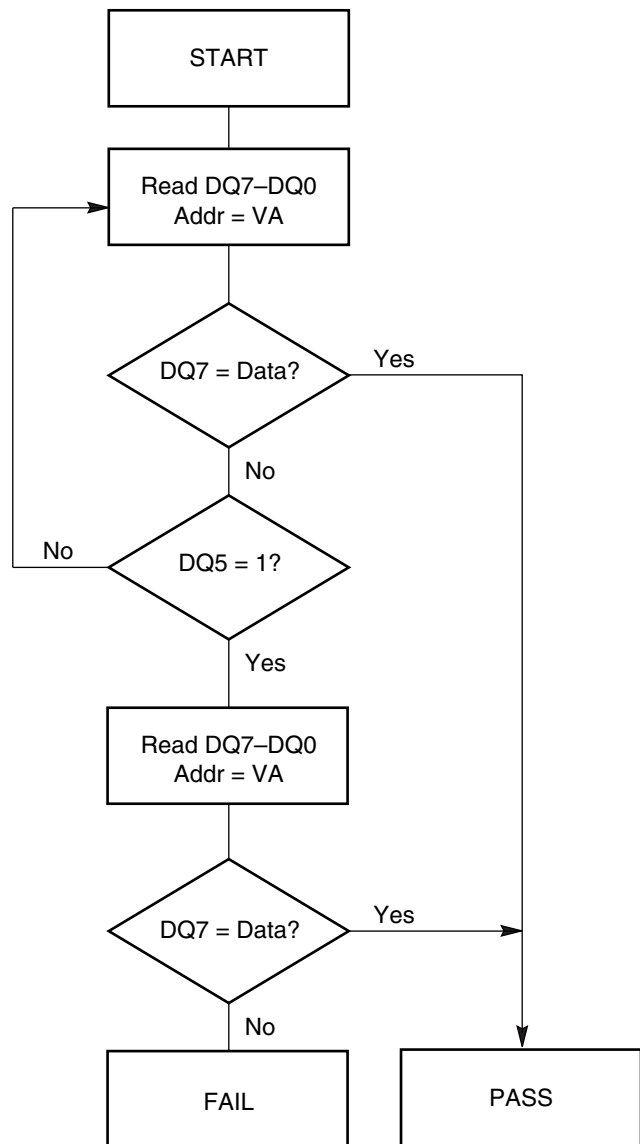 START
Read DQ7–DQ0
Addr = VA
DQ7 = Data?
Yes
No
No
DQ5 = 1?
Yes
Read DQ7–DQ0
Addr = VA
DQ7 = Data?
Yes
No
FAIL
PASS